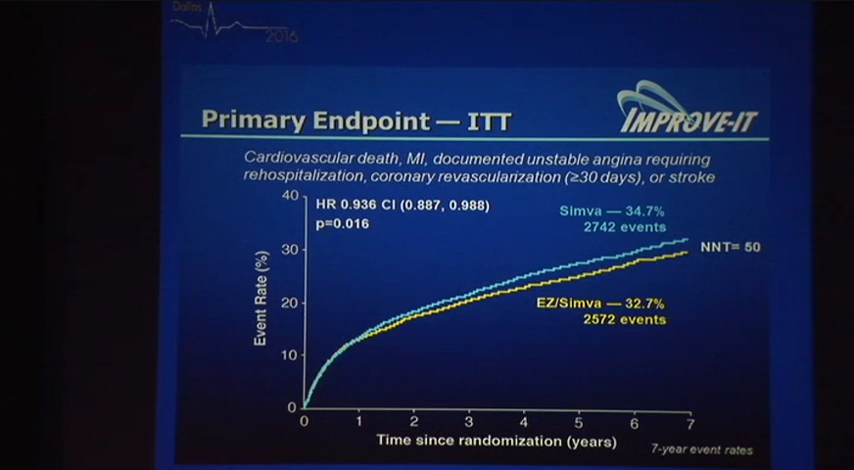 Dallas
2016
Primary Endpoint — ITT
IMPROVE-IT
Cardiovascular death, MI, documented unstable angina requiring
rehospitalization, coronary revascularization (≥30 days), or stroke
40
HR 0.936 CI (0.887, 0.988)
p=0.016
Simva — 34.7%
2742 events
NNT= 50
30
Event Rate (%)
20
EZ/Simva — 32.7%
2572 events
10
0
0 1 2 3 4 5 6 7
Time since randomization (years)
7-year event rates